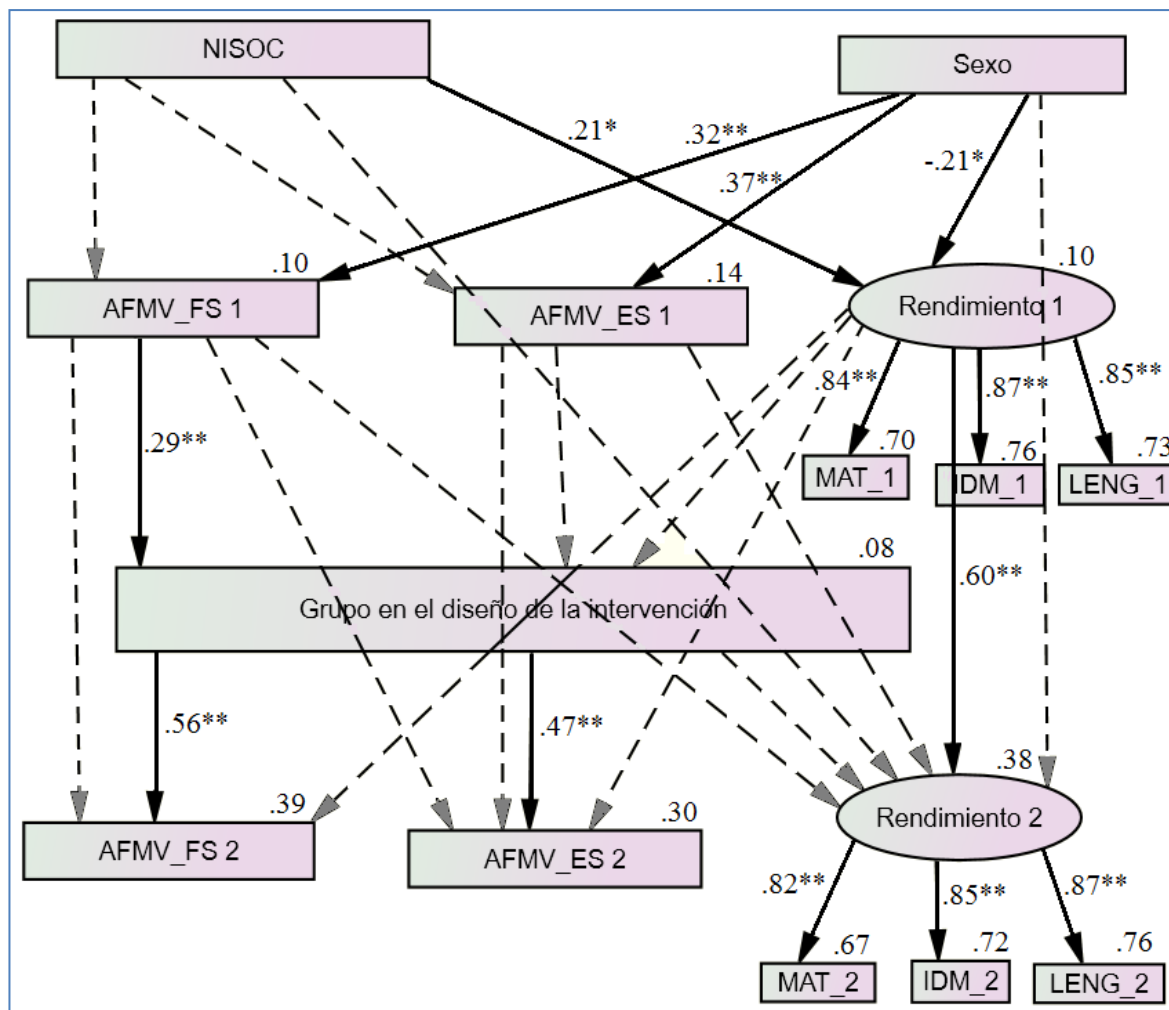 NISOC
Sexo
.21*
.32**
-.21*
.37**
.10
.14
.10
AFMV_FS 1
AFMV_ES 1
Rendimiento 1
.84**
.87**
.85**
.29**
.70
.76
.73
MAT_1
IDM_1
LENG_1
.08
Grupo en el diseño de la intervención
.60**
.56**
.47**
.38
.39
.30
AFMV_FS 2
AFMV_ES 2
Rendimiento 2
.82**
.85**
.87**
.67
.72
.76
MAT_2
IDM_2
LENG_2